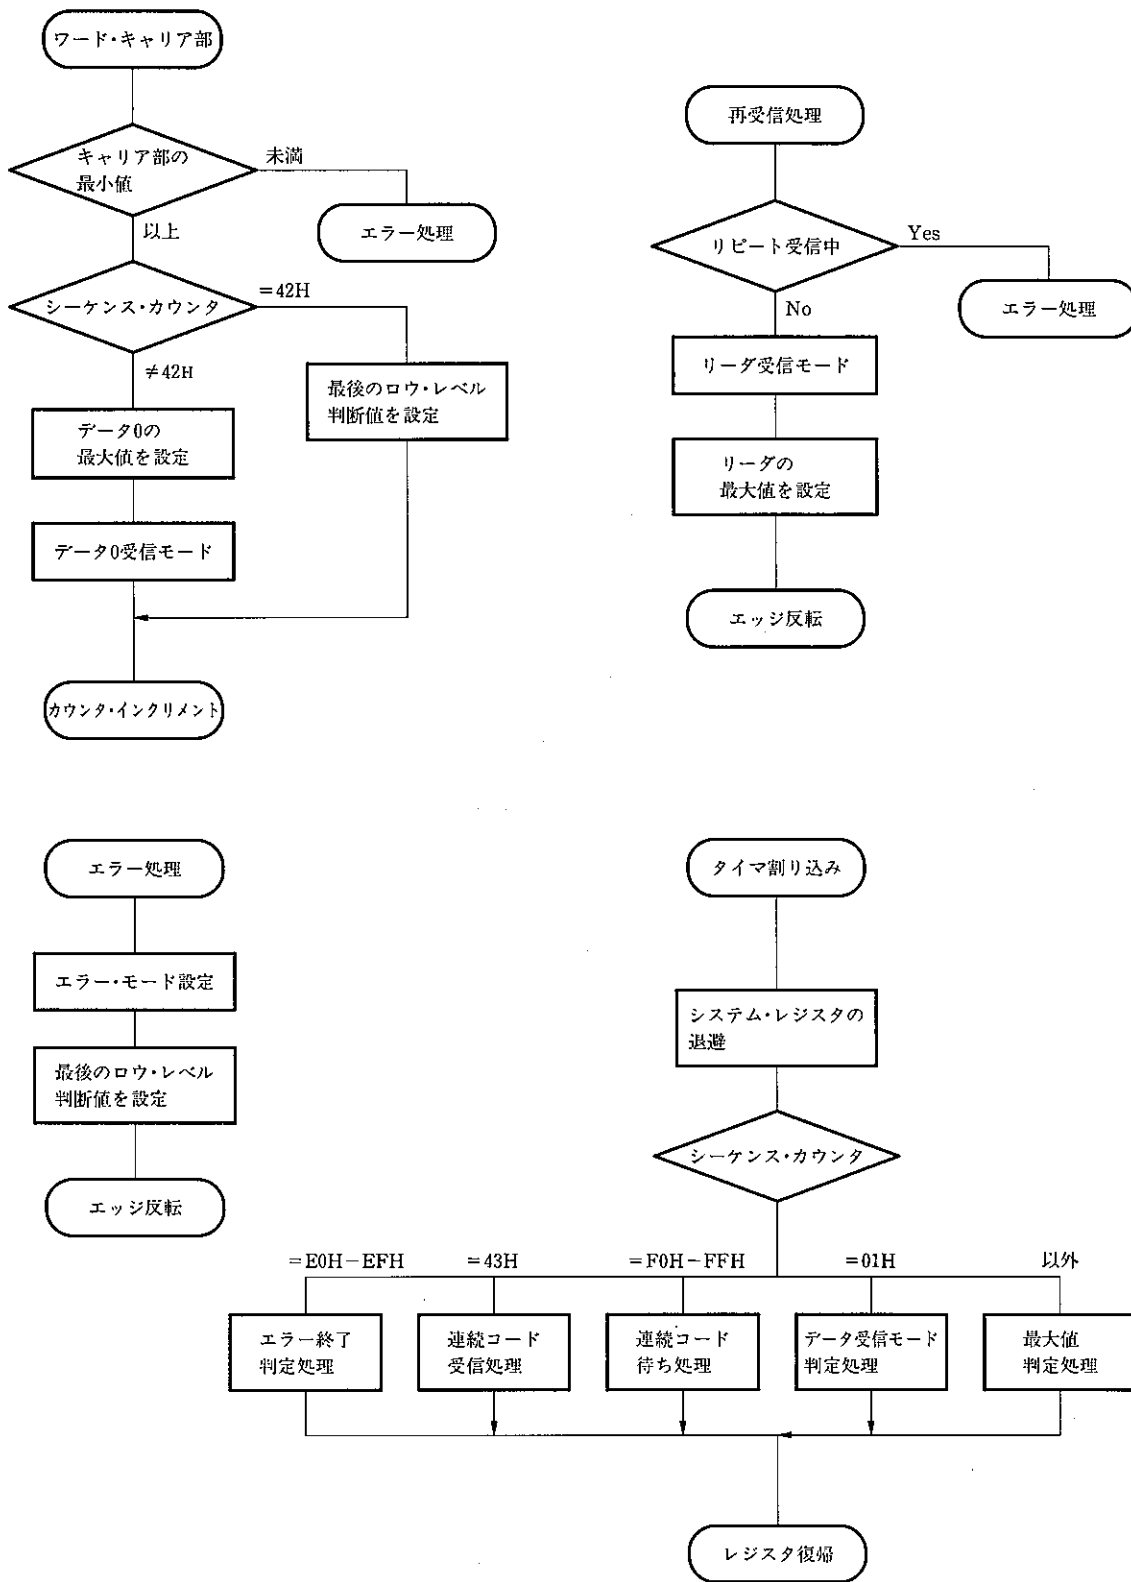 ワード・キャリア部
キャリア部の
最小値
未満
エラー処理
以上
シーケンス・カウンタ
=42H
≠42H
最後のロウ・レベル
判断値を設定
データ0の
最大値を設定
データ0受信モード
カウンタ・インクリメント
再受信処理
リピート受信中
Yes
エラー処理
No
リーダ受信モード
リーダの
最大値を設定
エッジ反転
エラー処理
エラー・モード設定
最後のロウ・レベル
判断値を設定
エッジ反転
タイマ割り込み
システム・レジスタの
退避
シーケンス・カウンタ
=E0H-EFH
=43H
=F0H-FFH
=01H
以外
エラー終了
判定処理
連続コード
受信処理
連続コード
待ち処理
データ受信モード
判定処理
最大値
判定処理
レジスタ復帰